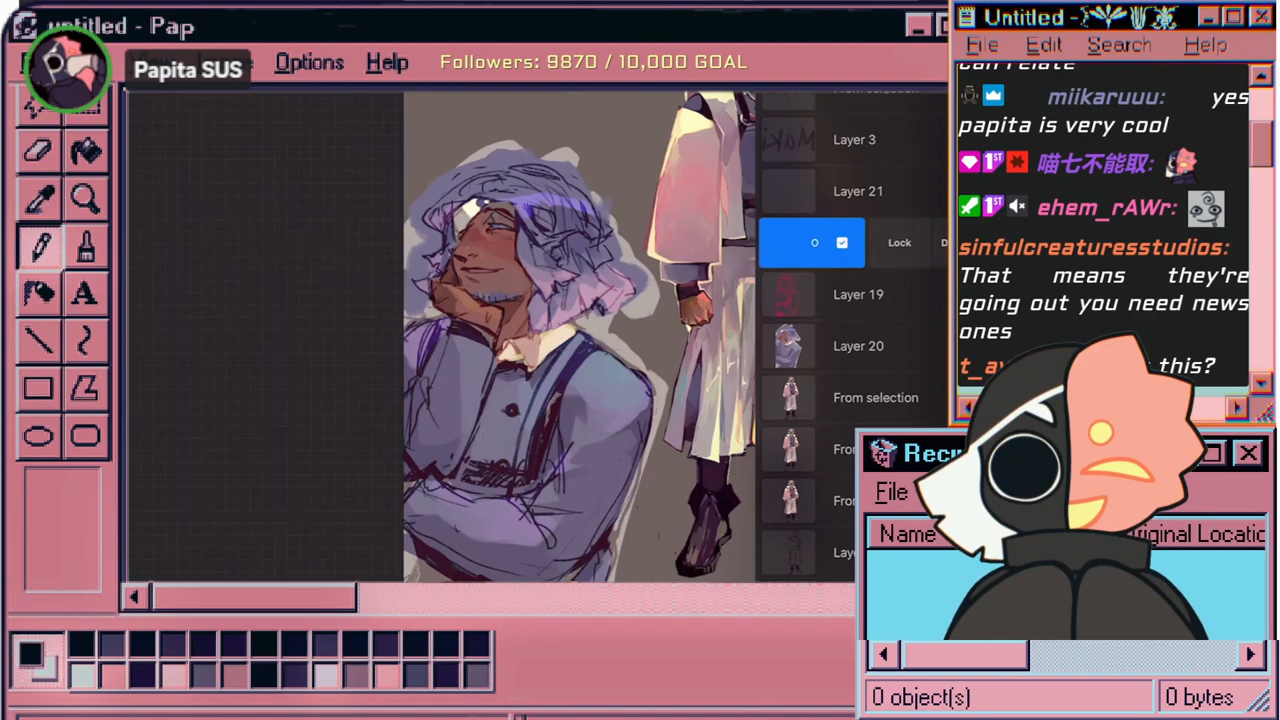 untitled - Pap
Papita SUS
Options
Help
Followers: 9870 / 10,000 GOAL
Layer 3
Layer 21
O
Lock
D
Layer 19
Layer 20
From selection
Untitled -
File Edit Search Help
can relate
miikaruuu: yes
papita is very cool
喵七不能取:
ehem_rAWr:
sinfulcreaturesstudios:
That means they're
going out you need news
ones
this?
File
Name
riginal Locatio
0 object(s)
0 bytes